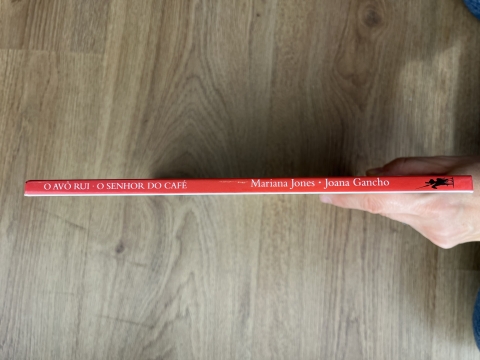 O AVÔ RUI · O SENHOR DO CAFÉ Mariana Jones · Joana Gancho